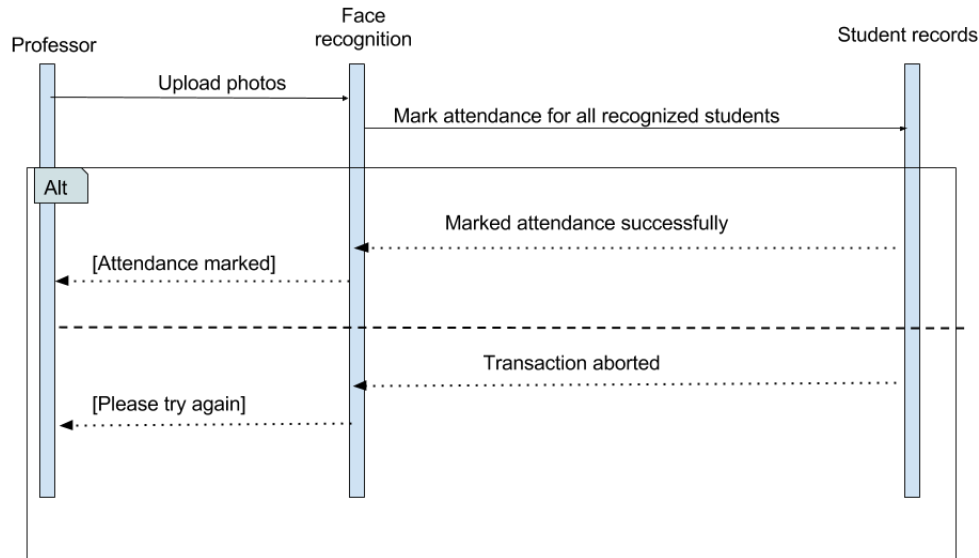 Professor
Face
recognition
Student records
Upload photos
Mark attendance for all recognized students
Alt
Marked attendance successfully
[Attendance marked]
Transaction aborted
[Please try again]